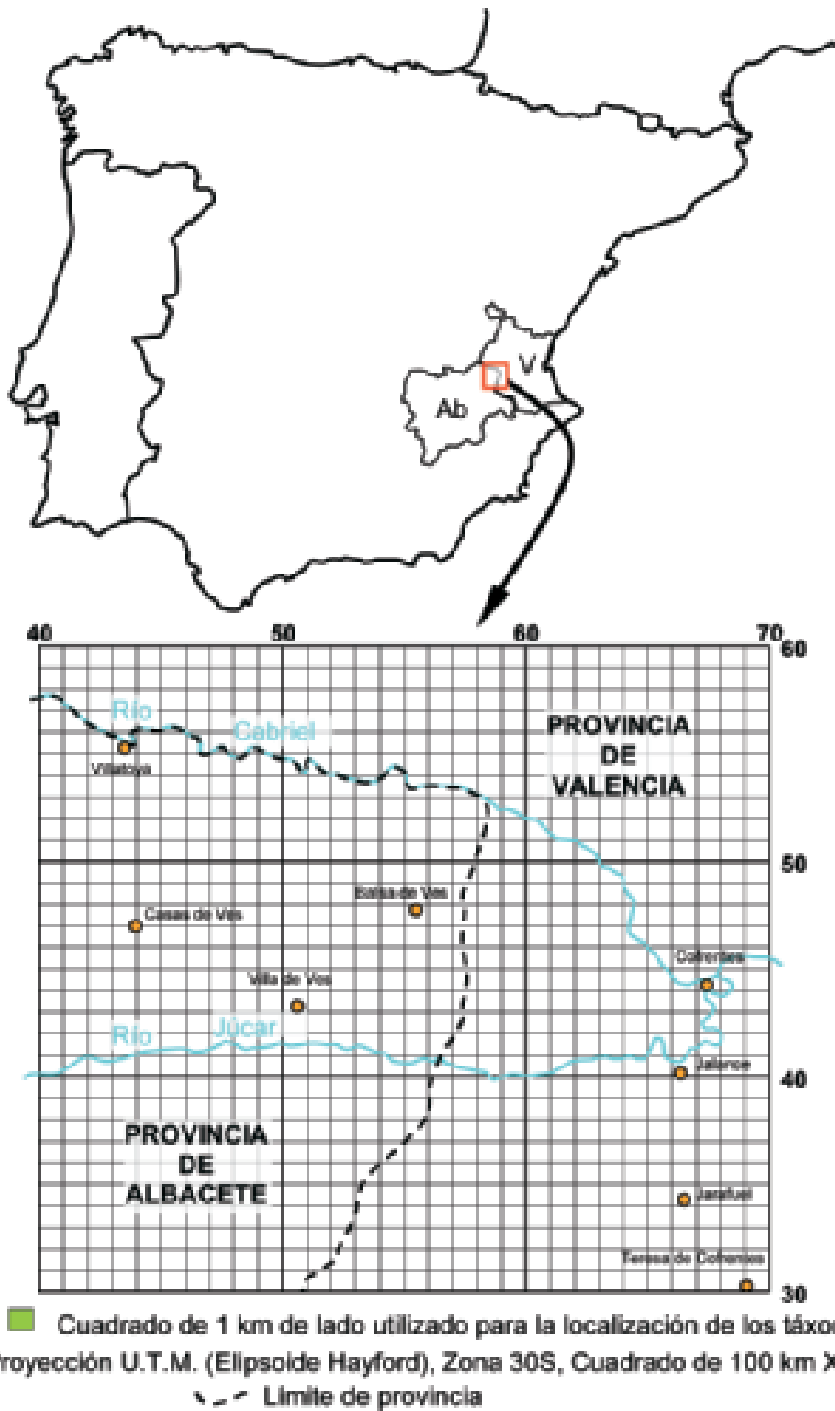 V
Ab
40 50 60 70
60
Río
Cabriel
PROVINCIA
DE
VALENCIA
Villatoya
50
Balsa de Ves
Casas de Ves
Cofrentes
Villa de Ves
Río Júcar
Jalance
40
PROVINCIA
DE
ALBACETE
Jarafuel
Teresa de Cofrentes
30
Cuadrado de 1 km de lado utilizado para la localización de los táxo
royección U.T.M. (Elipsoide Hayford), Zona 30S, Cuadrado de 100 km X
Límite de provincia